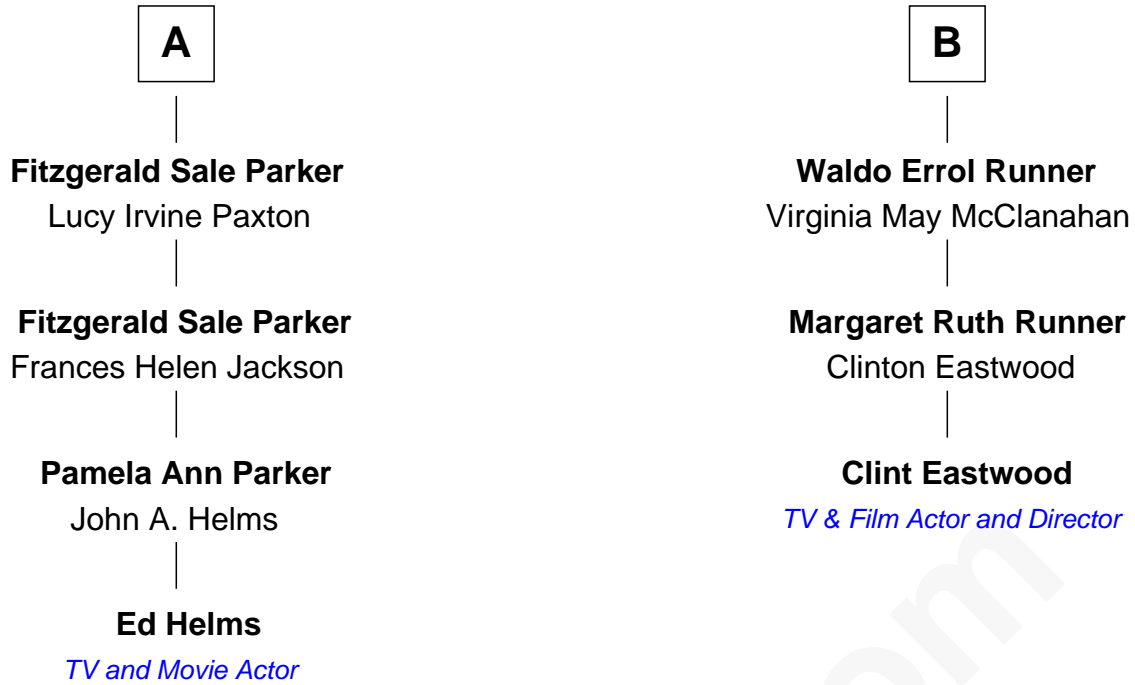 A
Fitzgerald Sale Parker
Lucy Irvine Paxton
Fitzgerald Sale Parker
Frances Helen Jackson
Pamela Ann Parker
John A. Helms
Ed Helms
TV and Movie Actor
B
Waldo Errol Runner
Virginia May McClanahan
Margaret Ruth Runner
Clinton Eastwood
Clint Eastwood
TV & Film Actor and Director
om